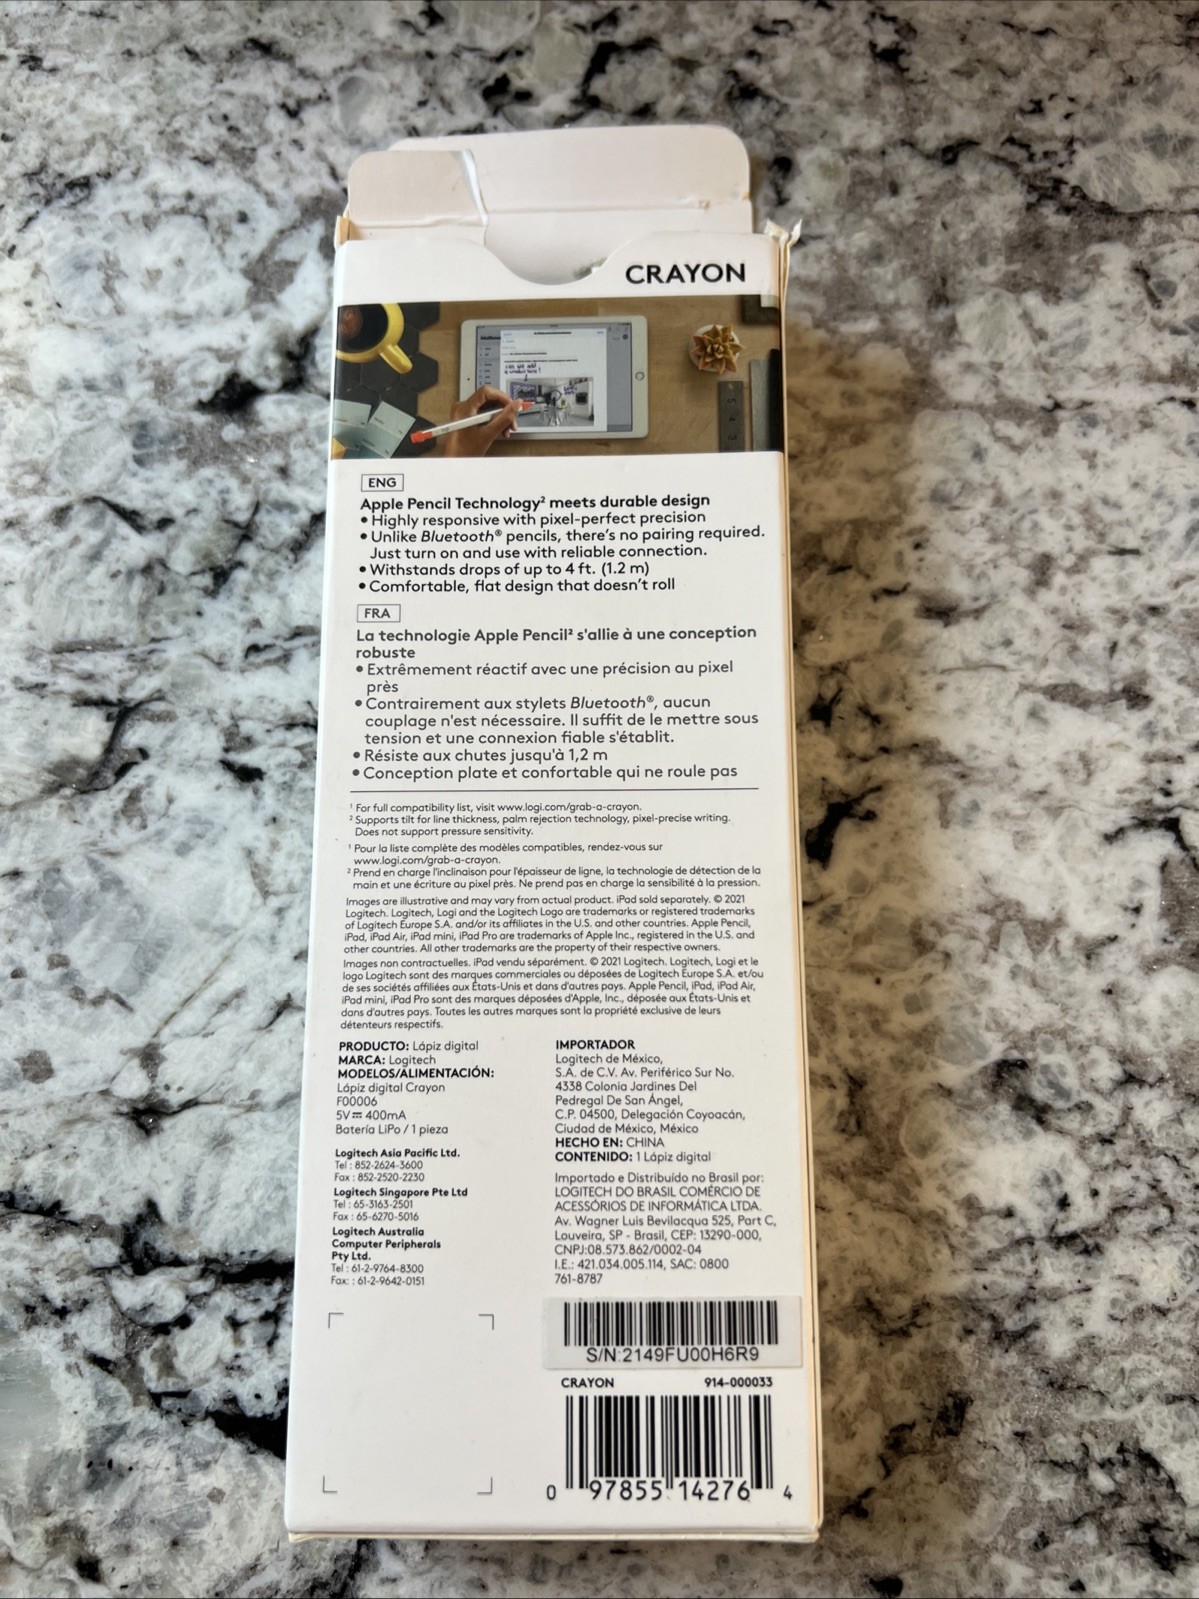 CRAYON
can we add
a window here!
ENG
Apple Pencil Technology² meets durable design
• Highly responsive with pixel-perfect precision
• Unlike Bluetooth® pencils, there's no pairing required.
Just turn on and use with reliable connection.
• Withstands drops of up to 4 ft. (1.2 m)
• Comfortable, flat design that doesn't roll
FRA
La technologie Apple Pencil² s'allie à une conception
robuste
• Extrêmement réactif avec une précision au pixel
près
• Contrairement aux stylets Bluetooth®, aucun
couplage n'est nécessaire. Il suffit de le mettre sous
tension et une connexion fiable s'établit.
• Résiste aux chutes jusqu'à 1,2 m
• Conception plate et confortable qui ne roule pas
¹ For full compatibility list, visit www.logi.com/grab-a-crayon.
² Supports tilt for line thickness, palm rejection technology, pixel-precise writing.
Does not support pressure sensitivity.
¹ Pour la liste complète des modèles compatibles, rendez-vous sur
www.logi.com/grab-a-crayon.
² Prend en charge l'inclinaison pour l'épaisseur de ligne, la technologie de détection de la
main et une écriture au pixel près. Ne prend pas en charge la sensibilité à la pression.
Images are illustrative and may vary from actual product. iPad sold separately. © 2021
Logitech. Logitech, Logi and the Logitech Logo are trademarks or registered trademarks
of Logitech Europe S.A. and/or its affiliates in the U.S. and other countries. Apple Pencil,
iPad, iPad Air, iPad mini, iPad Pro are trademarks of Apple Inc., registered in the U.S. and
other countries. All other trademarks are the property of their respective owners.
Images non contractuelles. iPad vendu séparément. © 2021 Logitech. Logitech, Logi et le
logo Logitech sont des marques commerciales ou déposées de Logitech Europe S.A. et/ou
de ses sociétés affiliées aux États-Unis et dans d'autres pays. Apple Pencil, iPad, iPad Air,
iPad mini, iPad Pro sont des marques déposées d'Apple, Inc., déposée aux États-Unis et
dans d'autres pays. Toutes les autres marques sont la propriété exclusive de leurs
détenteurs respectifs.
PRODUCTO: Lápiz digital
MARCA: Logitech
MODELOS/ALIMENTACIÓN:
Lápiz digital Crayon
F00006
5V⎓ 400mA
Batería LiPo / 1 pieza
Logitech Asia Pacific Ltd.
Tel : 852-2624-3600
Fax : 852-2520-2230
Logitech Singapore Pte Ltd
Tel : 65-3163-2501
Fax : 65-6270-5016
Logitech Australia
Computer Peripherals
Pty Ltd.
Tel : 61-2-9764-8300
Fax: : 61-2-9642-0151
IMPORTADOR
Logitech de México,
S.A. de C.V. Av. Periférico Sur No.
4338 Colonia Jardines Del
Pedregal De San Ángel,
C.P. 04500, Delegación Coyoacán,
Ciudad de México, México
HECHO EN: CHINA
CONTENIDO: 1 Lápiz digital
Importado e Distribuído no Brasil por:
LOGITECH DO BRASIL COMÉRCIO DE
ACESSÓRIOS DE INFORMÁTICA LTDA.
Av. Wagner Luis Bevilacqua 525, Part C,
Louveira, SP - Brasil, CEP: 13290-000,
CNPJ:08.573.862/0002-04
I.E.: 421.034.005.114, SAC: 0800
761-8787
S/N:2149FU00H6R9
CRAYON 914-000033
0 97855 14276 4